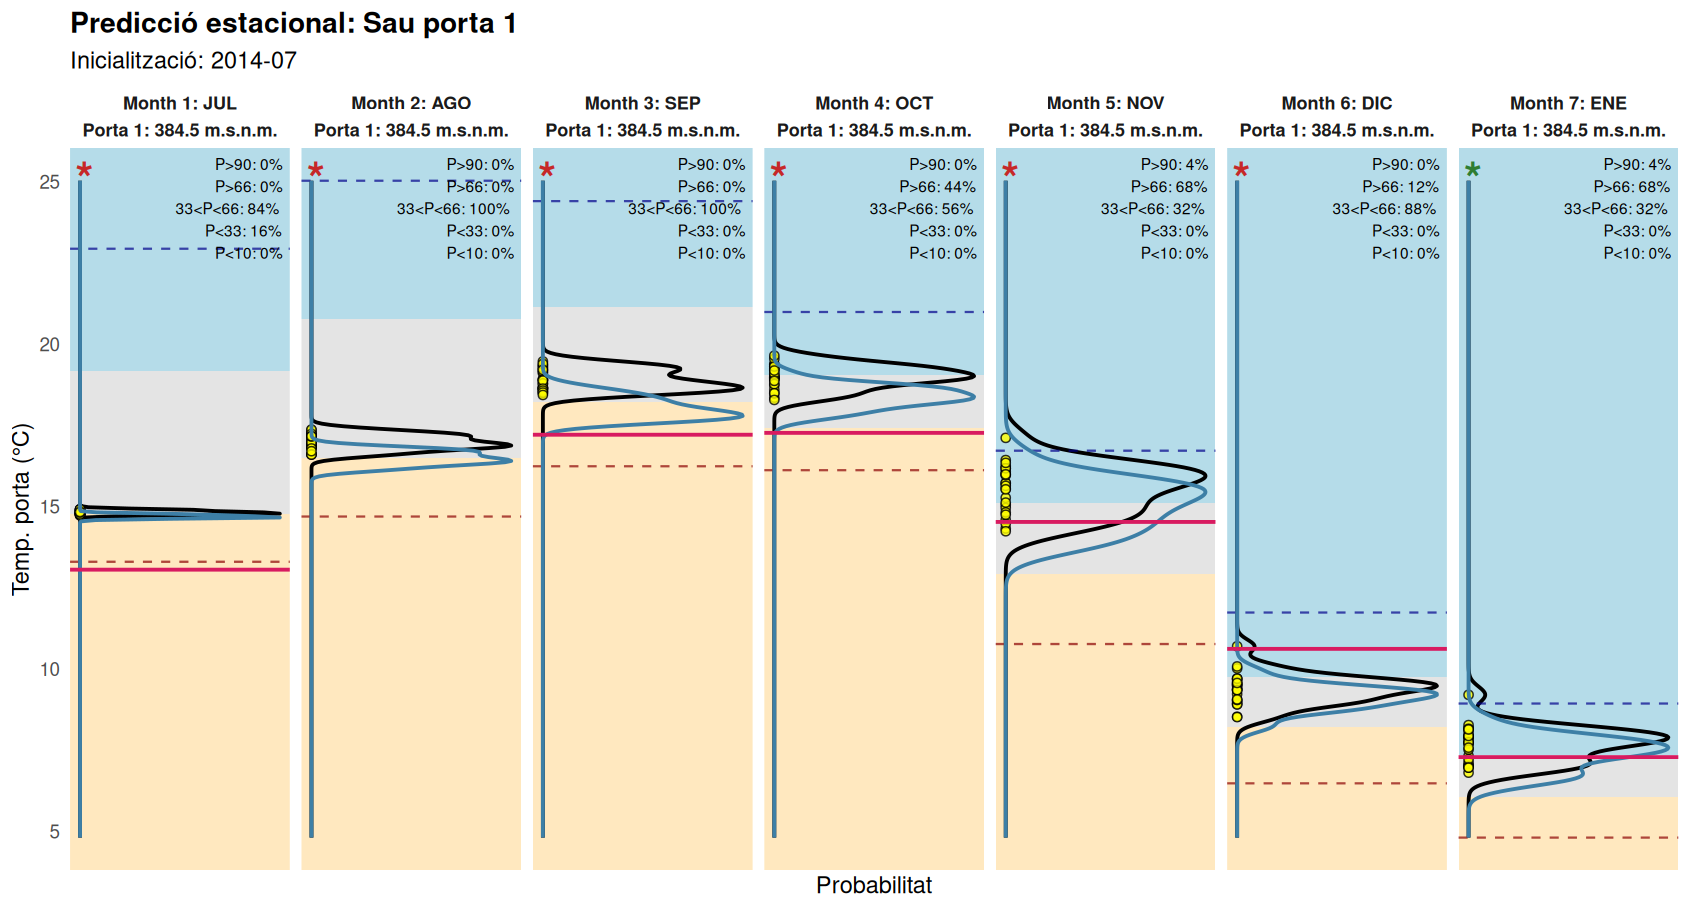 Predicció estacional: Sau porta 1
Inicialització: 2014-07
Month 1: JUL
Porta 1: 384.5 m.s.n.m.
Month 2: AGO
Porta 1: 384.5 m.s.n.m.
Month 3: SEP
Porta 1: 384.5 m.s.n.m.
Month 4: OCT
Porta 1: 384.5 m.s.n.m.
Month 5: NOV
Porta 1: 384.5 m.s.n.m.
Month 6: DIC
Porta 1: 384.5 m.s.n.m.
Month 7: ENE
Porta 1: 384.5 m.s.n.m.
*
P>90: 0%
P>66: 0%
33<P<66: 84%
P<33: 16%
P<10: 0%
*
P>90: 0%
P>66: 0%
33<P<66: 100%
P<33: 0%
P<10: 0%
*
P>90: 0%
P>66: 0%
33<P<66: 100%
P<33: 0%
P<10: 0%
*
P>90: 0%
P>66: 44%
33<P<66: 56%
P<33: 0%
P<10: 0%
*
P>90: 4%
P>66: 68%
33<P<66: 32%
P<33: 0%
P<10: 0%
*
P>90: 0%
P>66: 12%
33<P<66: 88%
P<33: 0%
P<10: 0%
*
P>90: 4%
P>66: 68%
33<P<66: 32%
P<33: 0%
P<10: 0%
25
20
15
10
5
Temp. porta (°C)
Probabilitat